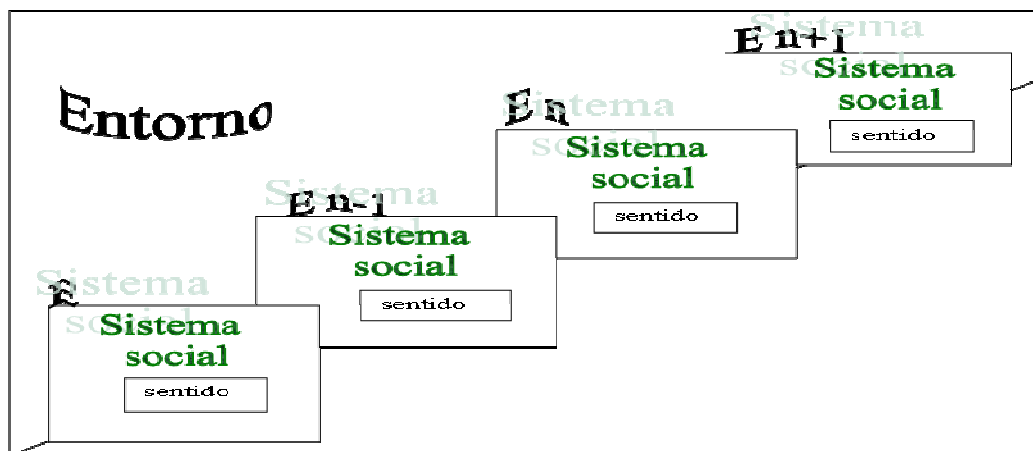 E n+1
Sistema
social
sentido
Entorno
E n
Sistema
social
sentido
E n-1
Sistema
social
sentido
E
Sistema
social
sentido